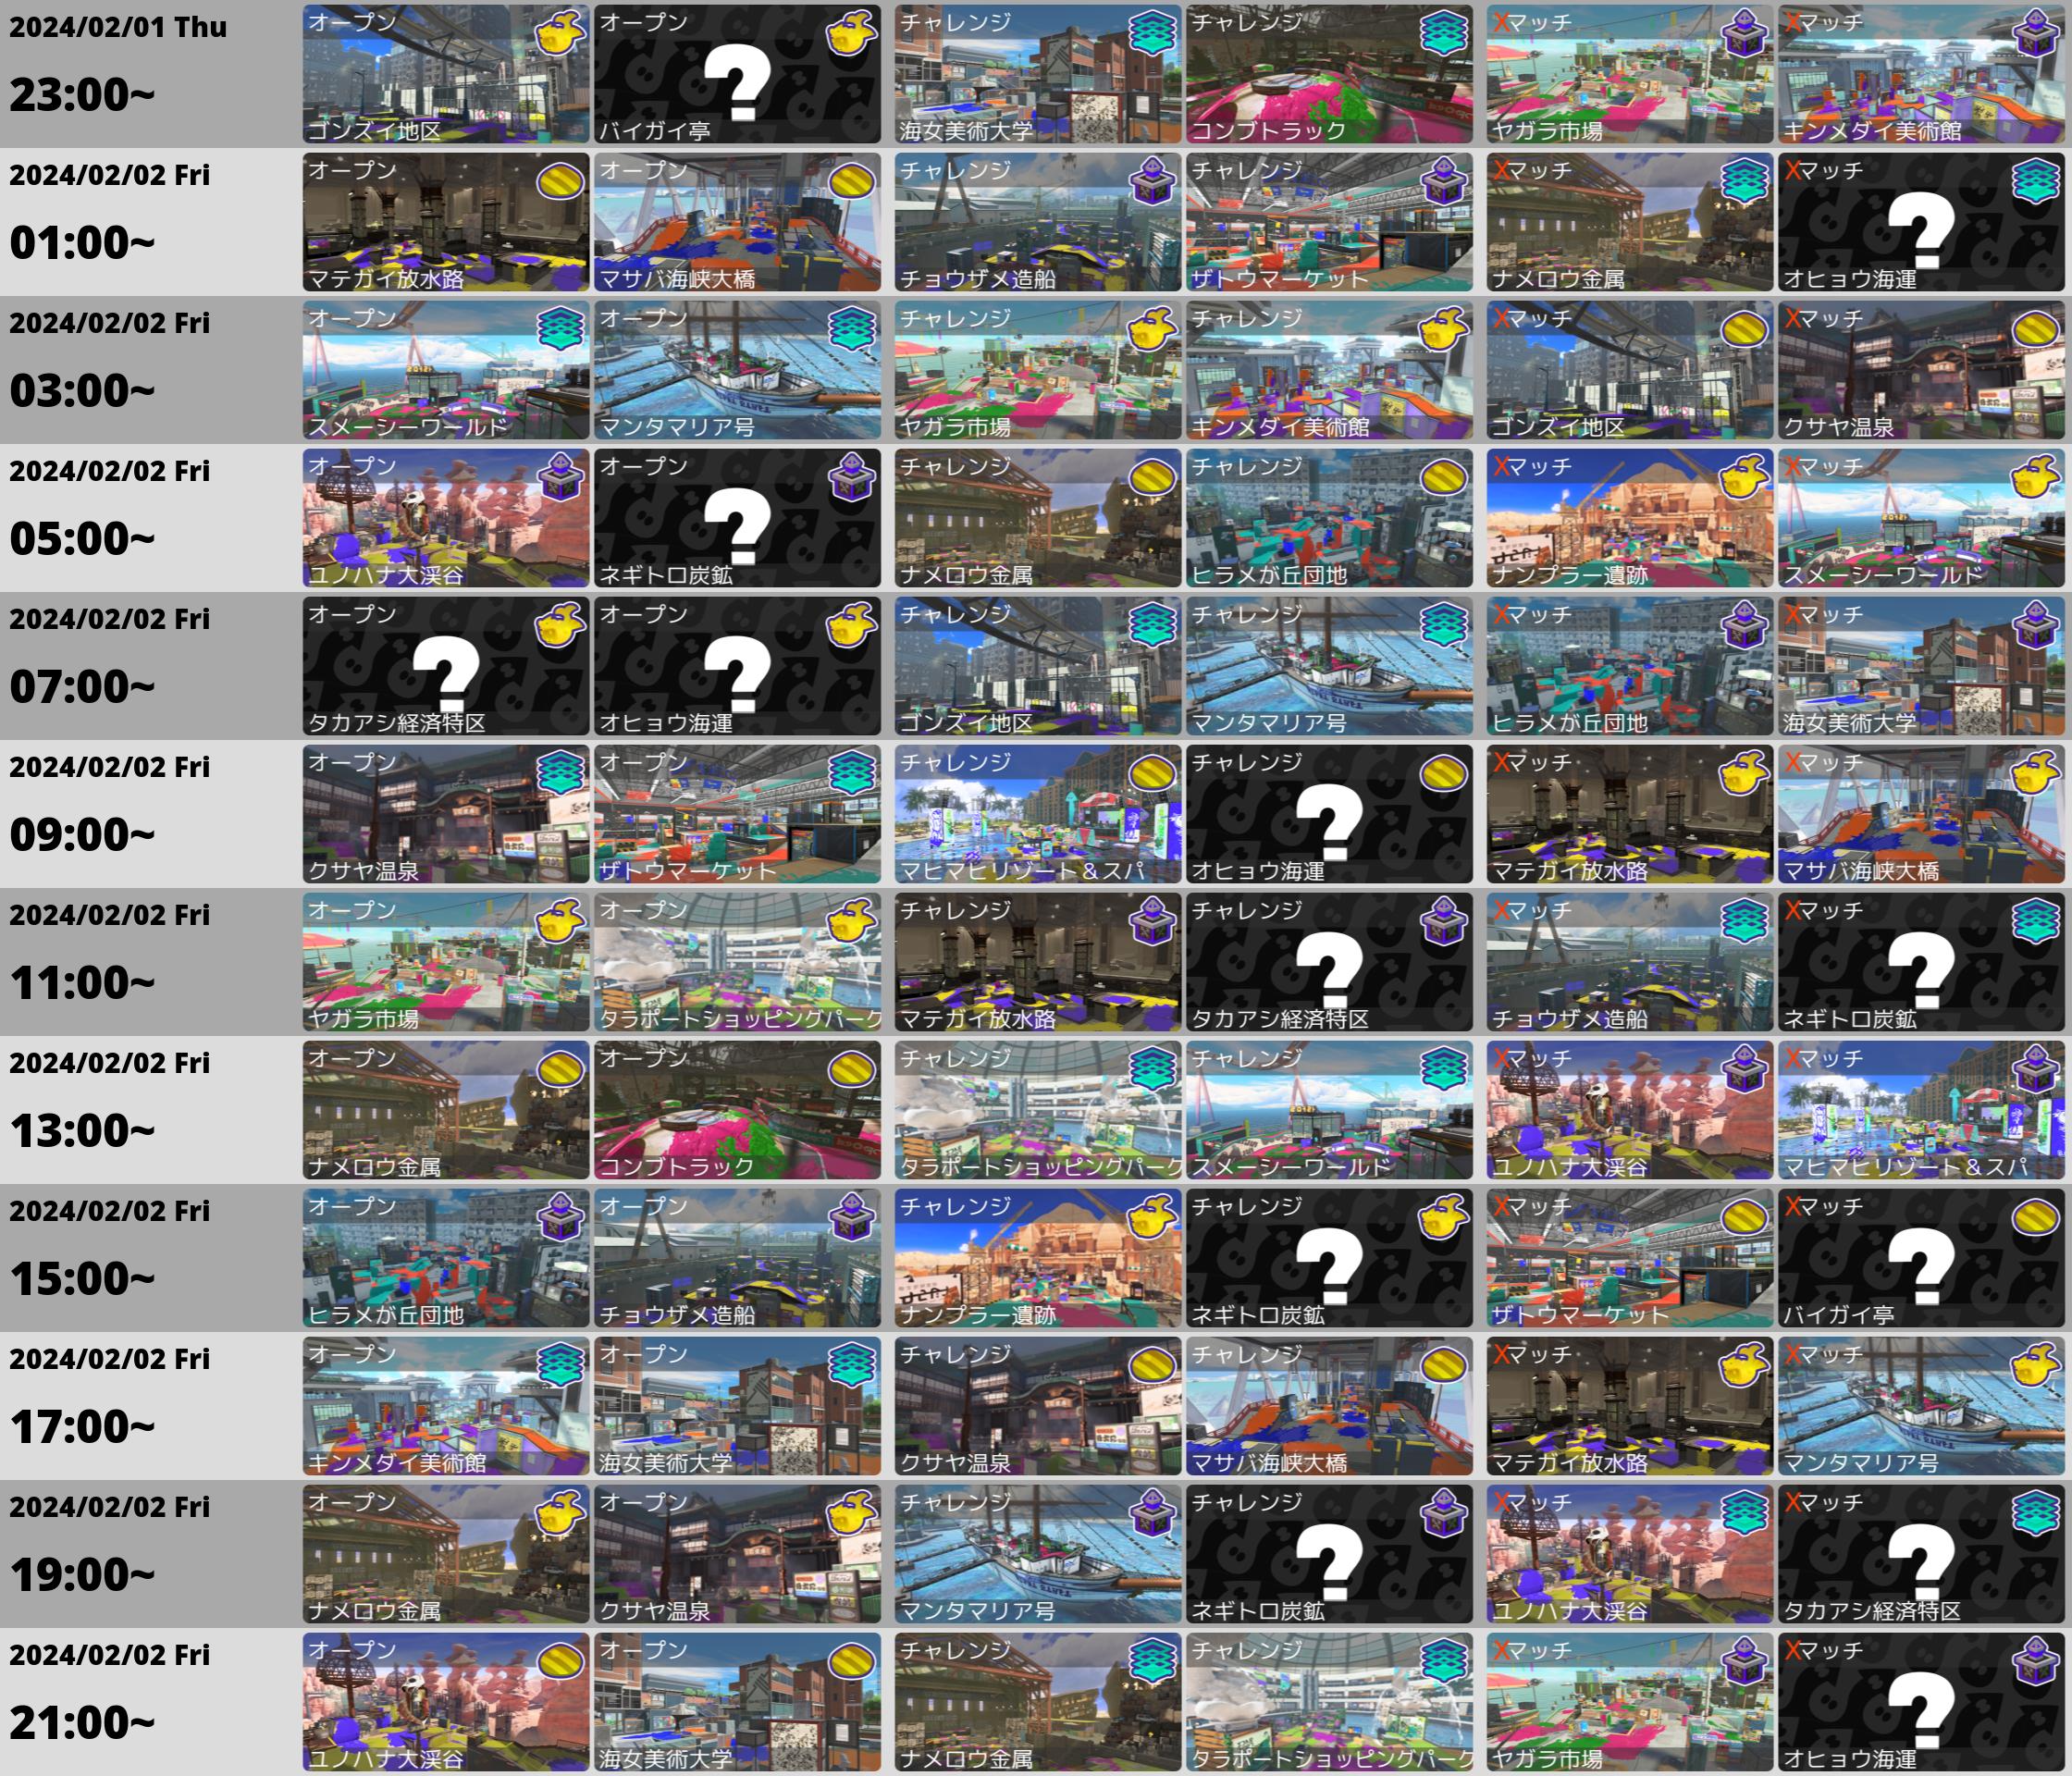 2024/02/01 Thu
23:00~
オープン
ゴンズイ地区
オープン
バイガイ亭
チャレンジ
海女美術大学
チャレンジ
コンブトラック
Xマッチ
ヤガラ市場
Xマッチ
キンメダイ美術館
2024/02/02 Fri
01:00~
オープン
マテガイ放水路
オープン
マサバ海峡大橋
チャレンジ
チョウザメ造船
チャレンジ
ザトウマーケット
Xマッチ
ナメロウ金属
Xマッチ
オヒョウ海運
2024/02/02 Fri
03:00~
オープン
スメーシーワールド
オープン
マンタマリア号
チャレンジ
ヤガラ市場
チャレンジ
キンメダイ美術館
Xマッチ
ゴンズイ地区
Xマッチ
クサヤ温泉
2024/02/02 Fri
05:00~
オープン
ユノハナ大渓谷
オープン
ネギトロ炭鉱
チャレンジ
ナメロウ金属
チャレンジ
ヒラメが丘団地
Xマッチ
ナンプラー遺跡
Xマッチ
スメーシーワールド
2024/02/02 Fri
07:00~
オープン
タカアシ経済特区
オープン
オヒョウ海運
チャレンジ
ゴンズイ地区
チャレンジ
マンタマリア号
Xマッチ
ヒラメが丘団地
Xマッチ
海女美術大学
2024/02/02 Fri
09:00~
オープン
クサヤ温泉
オープン
ザトウマーケット
チャレンジ
マヒマヒリゾート＆スパ
チャレンジ
オヒョウ海運
Xマッチ
マテガイ放水路
Xマッチ
マサバ海峡大橋
2024/02/02 Fri
11:00~
オープン
ヤガラ市場
オープン
タラポートショッピングパーク
チャレンジ
マテガイ放水路
チャレンジ
タカアシ経済特区
Xマッチ
チョウザメ造船
Xマッチ
ネギトロ炭鉱
2024/02/02 Fri
13:00~
オープン
ナメロウ金属
オープン
コンブトラック
チャレンジ
タラポートショッピングパーク
チャレンジ
スメーシーワールド
Xマッチ
ユノハナ大渓谷
Xマッチ
マヒマヒリゾート＆スパ
2024/02/02 Fri
15:00~
オープン
ヒラメが丘団地
オープン
チョウザメ造船
チャレンジ
ナンプラー遺跡
チャレンジ
ネギトロ炭鉱
Xマッチ
ザトウマーケット
Xマッチ
バイガイ亭
2024/02/02 Fri
17:00~
オープン
キンメダイ美術館
オープン
海女美術大学
チャレンジ
クサヤ温泉
チャレンジ
マサバ海峡大橋
Xマッチ
マテガイ放水路
Xマッチ
マンタマリア号
2024/02/02 Fri
19:00~
オープン
ナメロウ金属
オープン
クサヤ温泉
チャレンジ
マンタマリア号
チャレンジ
ネギトロ炭鉱
Xマッチ
ユノハナ大渓谷
Xマッチ
タカアシ経済特区
2024/02/02 Fri
21:00~
オープン
ユノハナ大渓谷
オープン
海女美術大学
チャレンジ
ナメロウ金属
チャレンジ
タラポートショッピングパーク
Xマッチ
ヤガラ市場
Xマッチ
オヒョウ海運